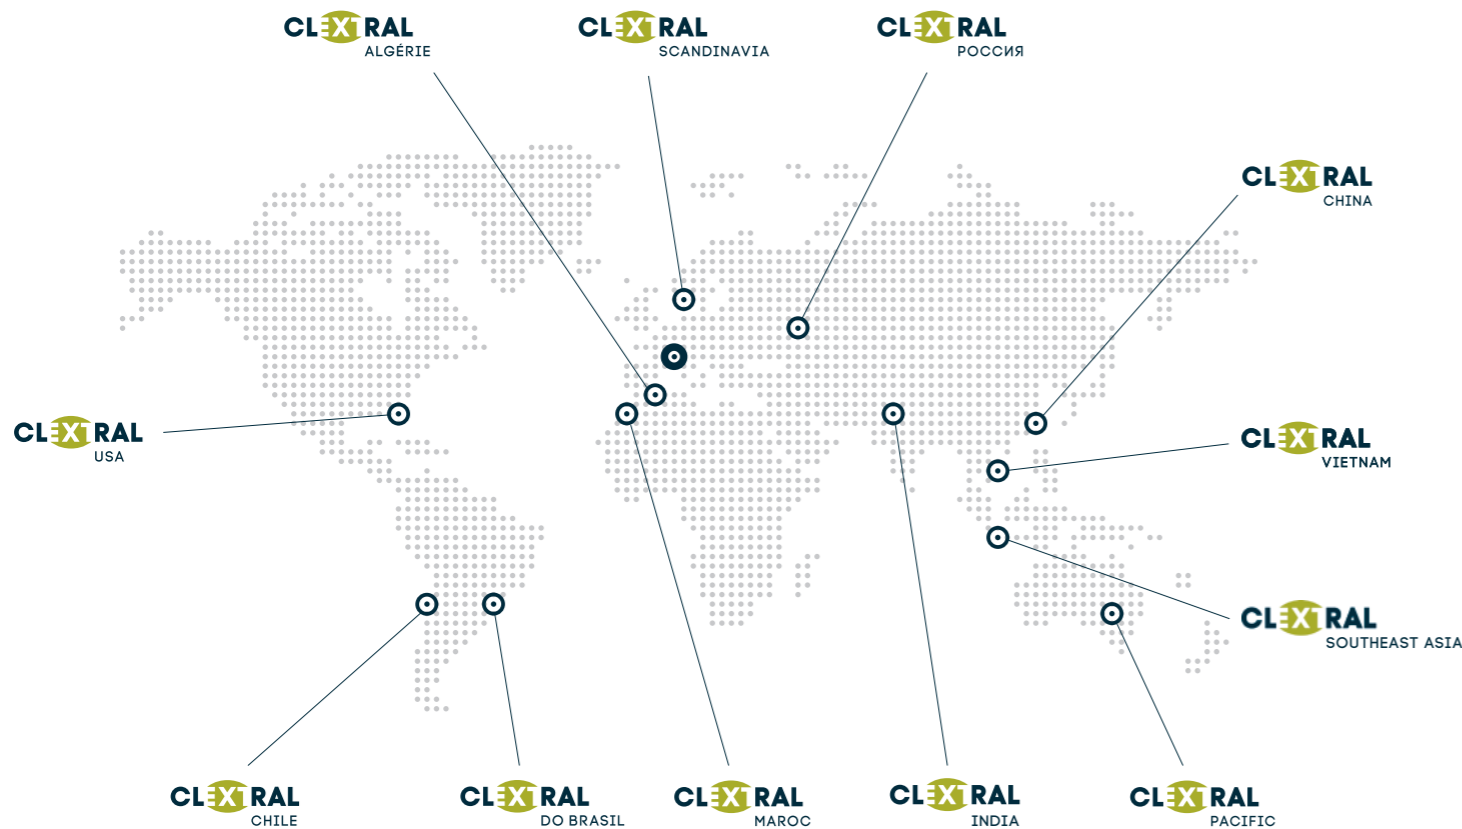 CLEXTRAL
ALGÉRIE
CLEXTRAL
SCANDINAVIA
CLEXTRAL
РОССИЯ
CLEXTRAL
CHINA
CLEXTRAL
USA
CLEXTRAL
VIETNAM
CLEXTRAL
SOUTHEAST ASIA
CLEXTRAL
CHILE
CLEXTRAL
DO BRASIL
CLEXTRAL
MAROC
CLEXTRAL
INDIA
CLEXTRAL
PACIFIC